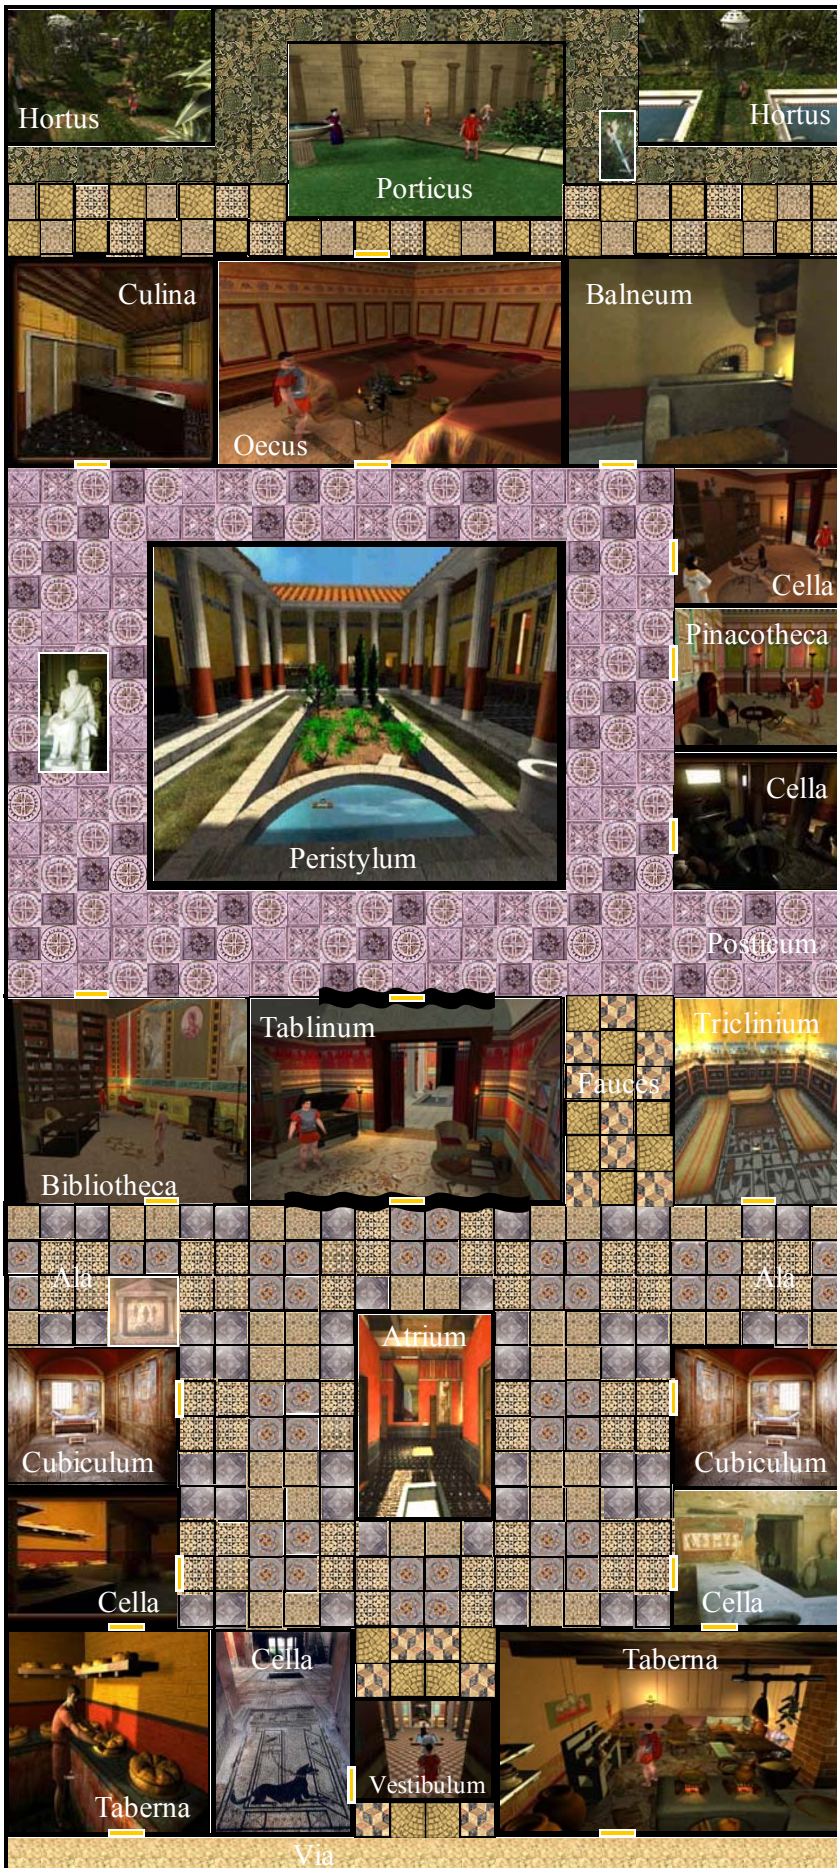 Hortus
Hortus
Porticus
Culina
Balneum
Oecus
Cella
Pinacotheca
Cella
Peristylum
Posticum
Tablinum
Triclinium
Fauces
Bibliotheca
Ala
Ala
Atrium
Cubiculum
Cubiculum
Cella
Cella
Cella
Taberna
Vestibulum
Taberna
Via